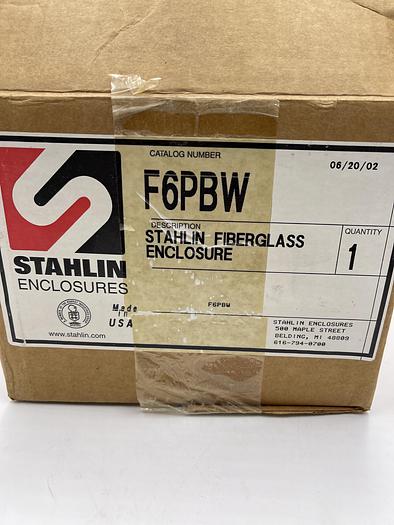 CATALOG NUMBER
06/20/02
F6PBW
DESCRIPTION
STAHLIN FIBERGLASS
ENCLOSURE
QUANTITY
1
STAHLIN
ENCLOSURES
Made
in
USA
www.stahlin.com
F6PBW
STAHLIN ENCLOSURES
500 MAPLE STREET
BELDING, MI 48809
616-794-0700